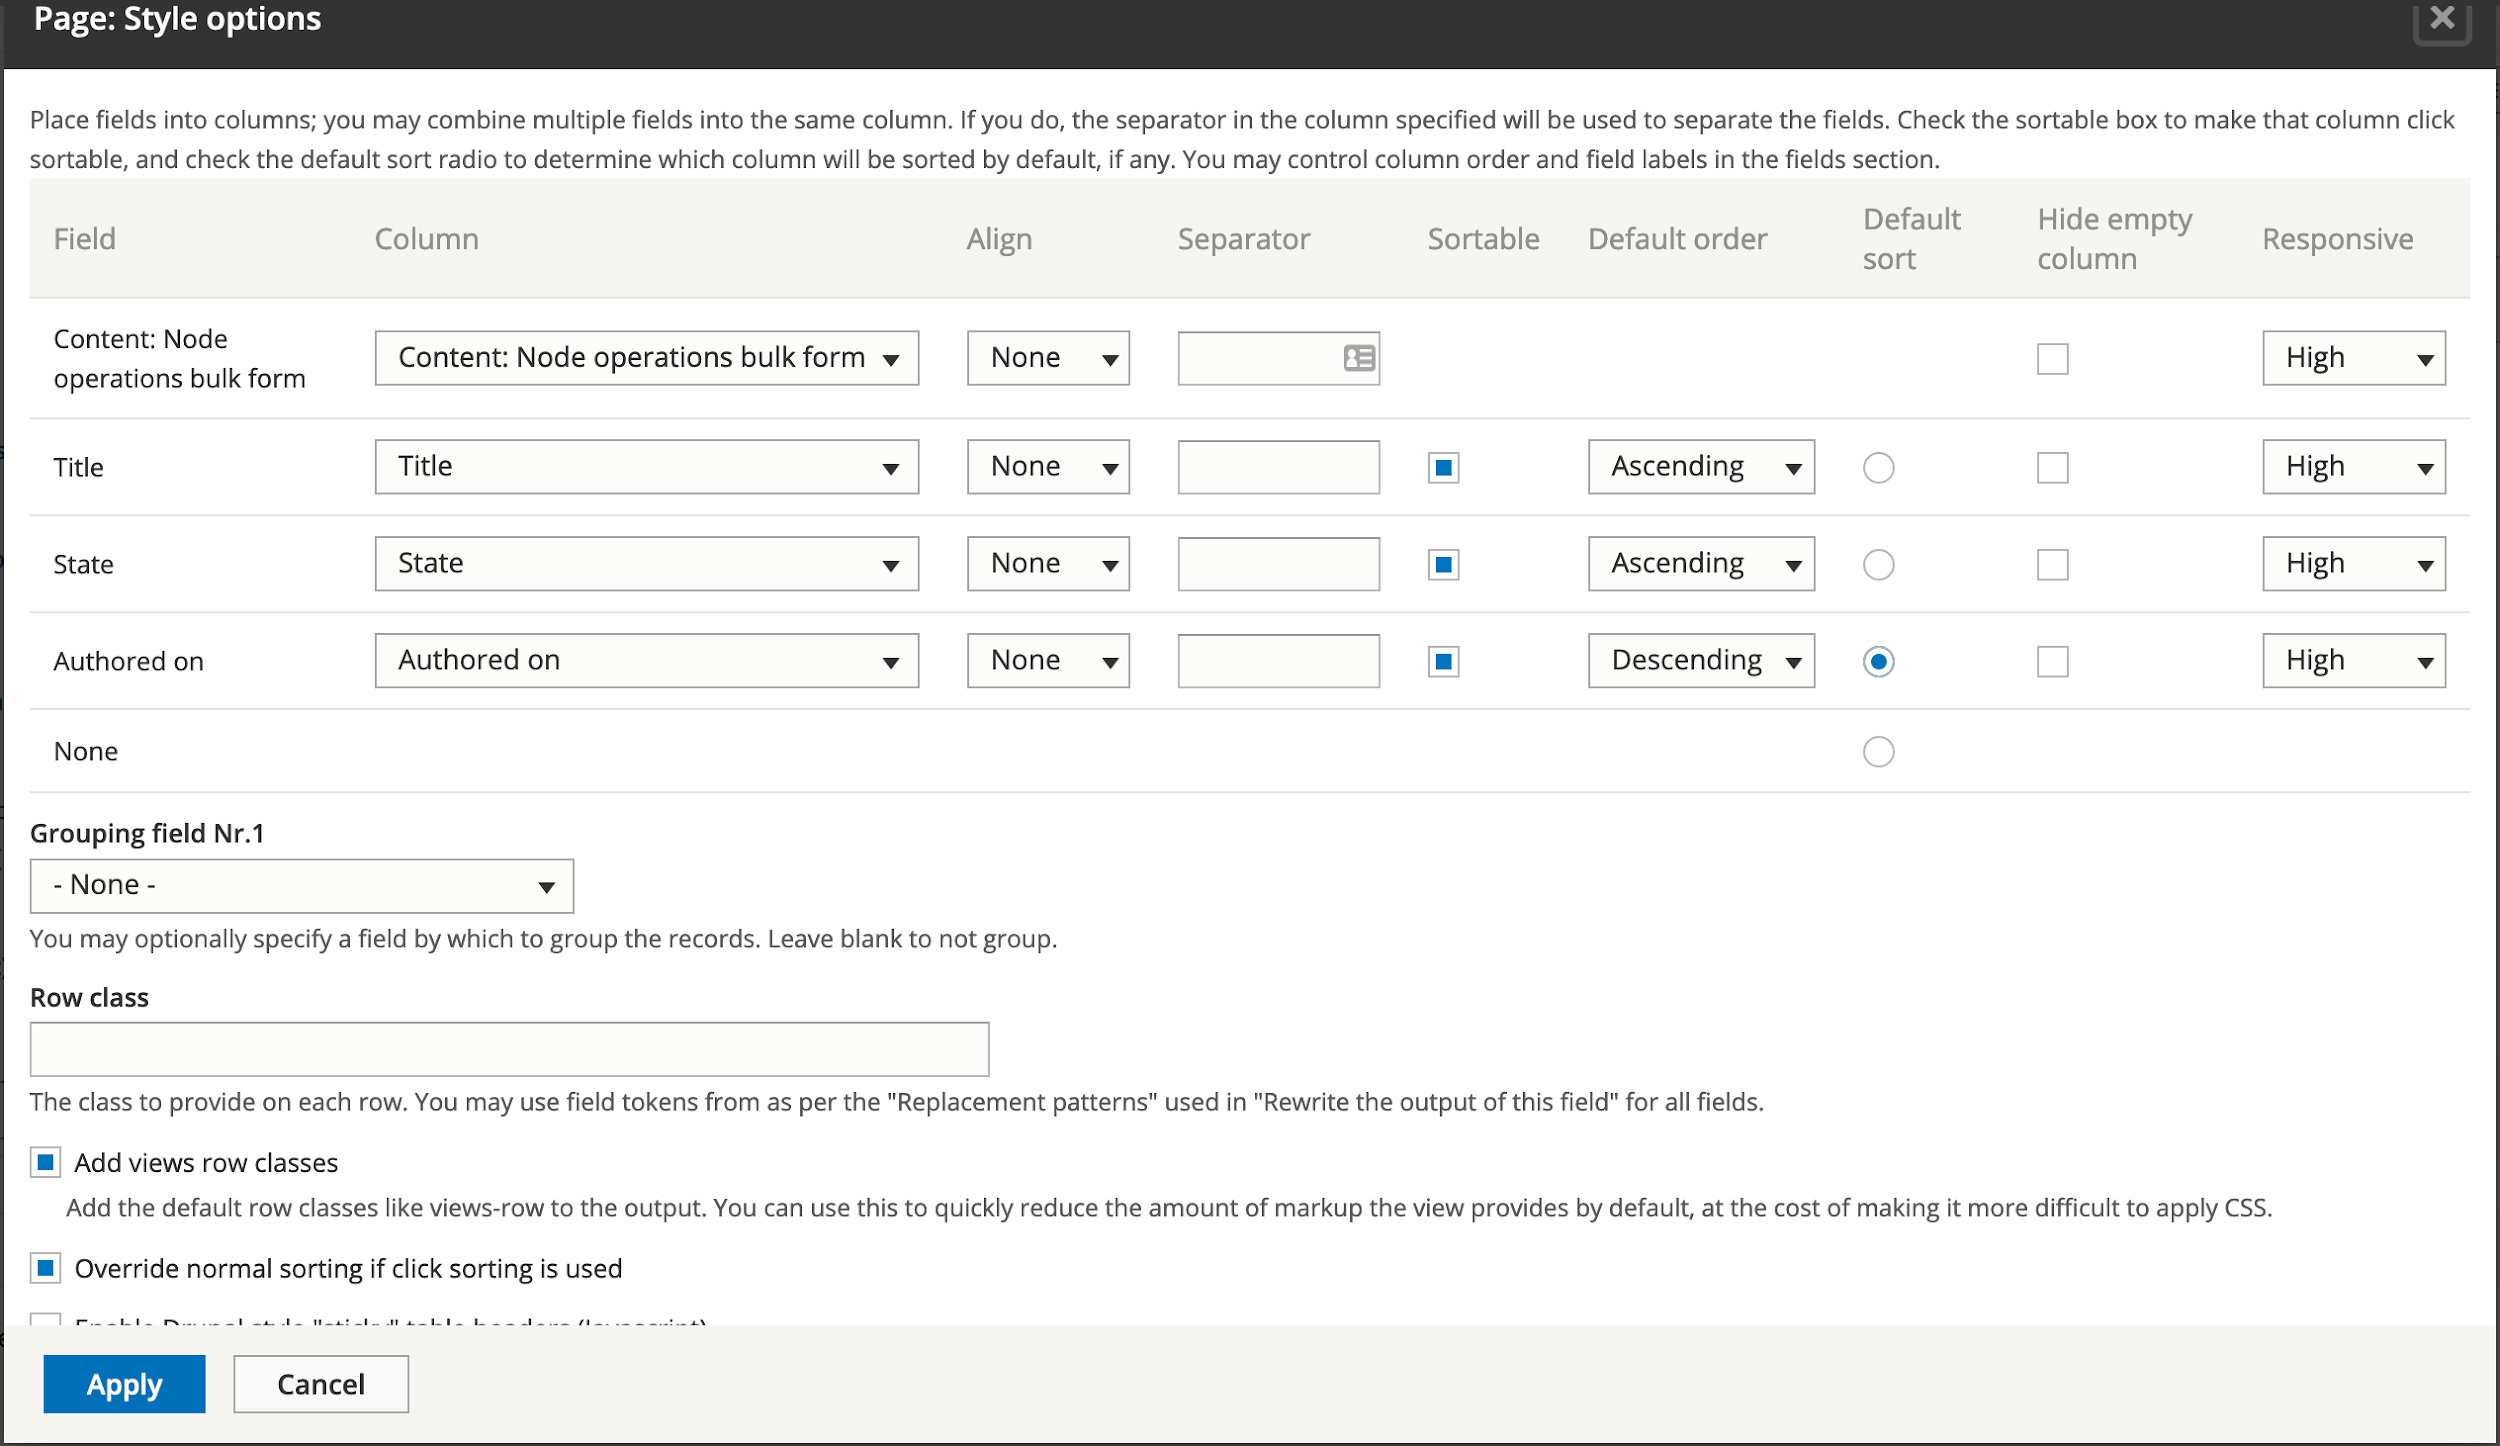 Page: Style options
Place fields into columns; you may combine multiple fields into the same column. If you do, the separator in the column specified will be used to separate the fields. Check the sortable box to make that column click
sortable, and check the default sort radio to determine which column will be sorted by default, if any. You may control column order and field labels in the fields section.
Field Column Align Separator Sortable Default order Default sort Hide empty column Responsive
Content: Node
operations bulk form
Content: Node operations bulk form None High
Title Title None Ascending High
State State None Ascending High
Authored on Authored on None Descending High
None
Grouping field Nr.1
- None -
You may optionally specify a field by which to group the records. Leave blank to not group.
Row class
The class to provide on each row. You may use field tokens from as per the "Replacement patterns" used in "Rewrite the output of this field" for all fields.
Add views row classes
Add the default row classes like views-row to the output. You can use this to quickly reduce the amount of markup the view provides by default, at the cost of making it more difficult to apply CSS.
Override normal sorting if click sorting is used
Enable Drupal style "sticky" table headers (Javascript)
Apply Cancel